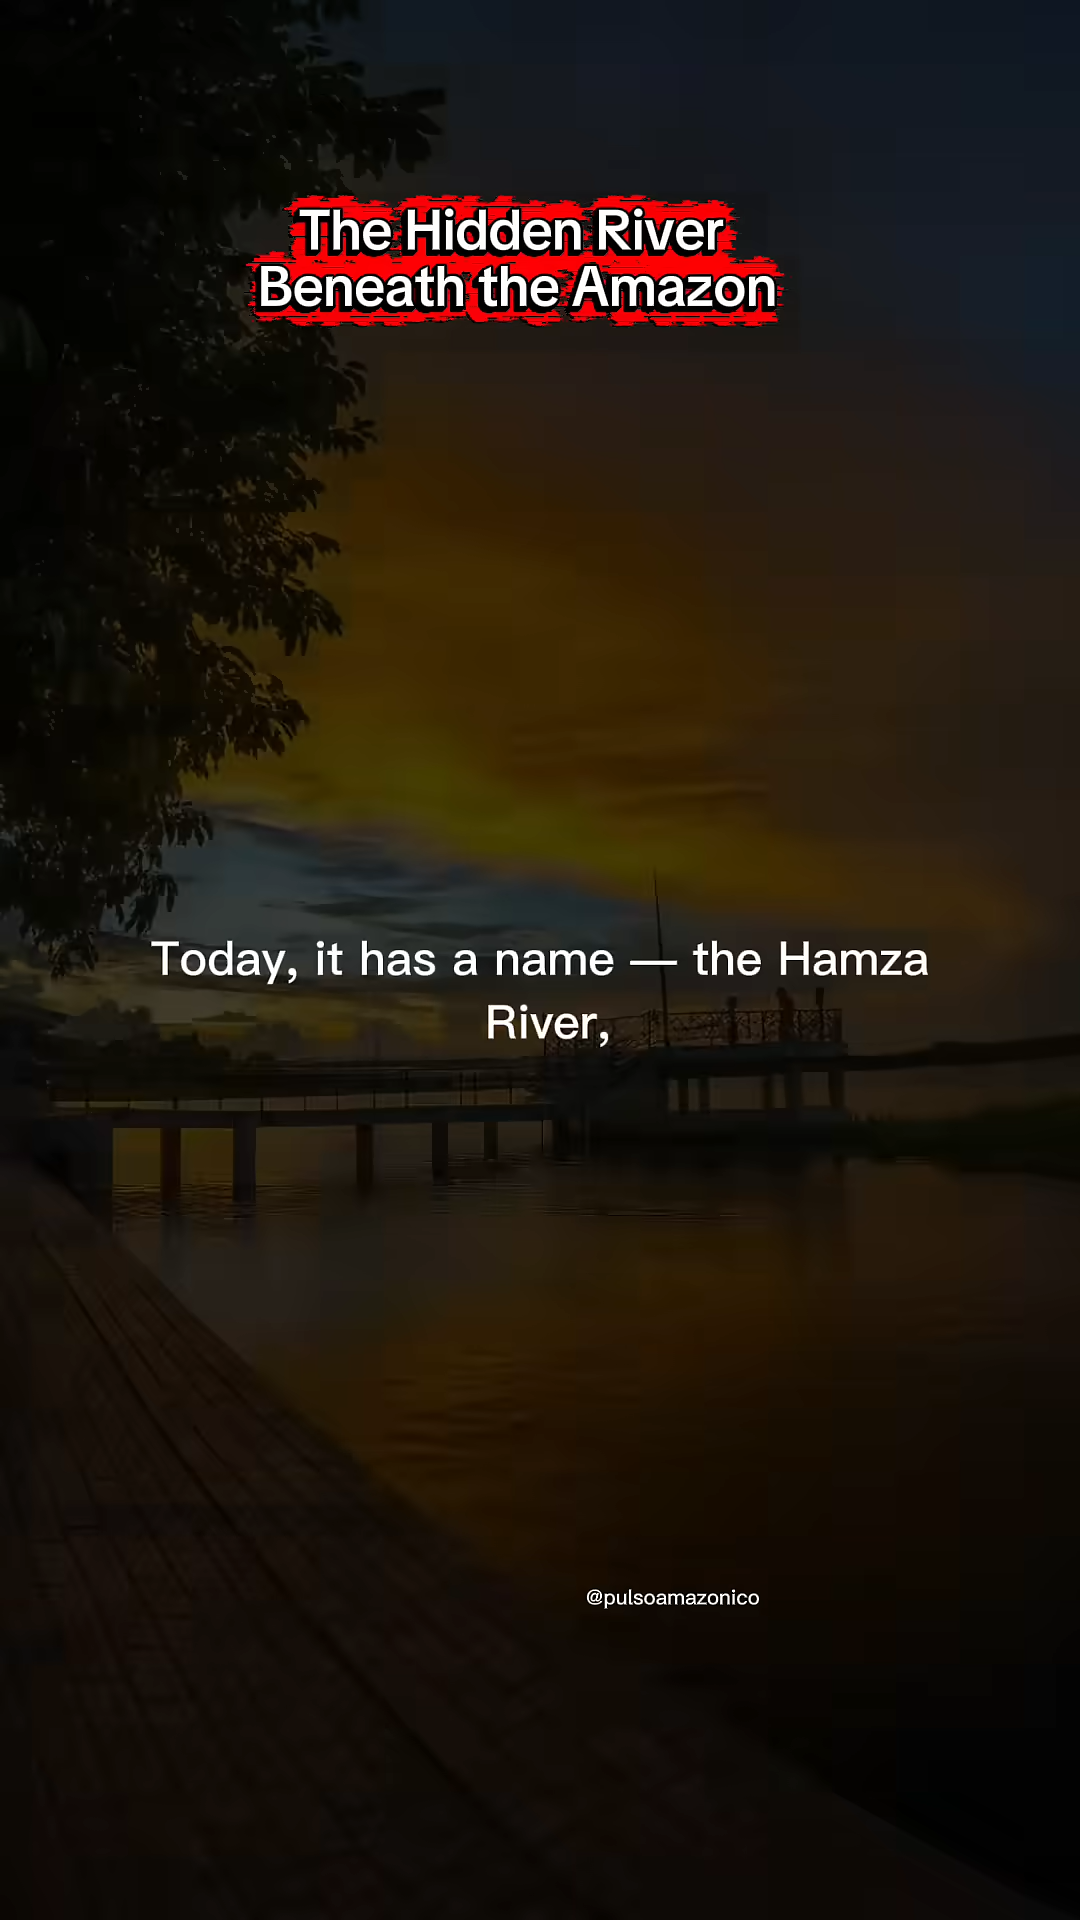 The Hidden River
Beneath the Amazon
Today, it has a name — the Hamza
River,
@pulsoamazonico